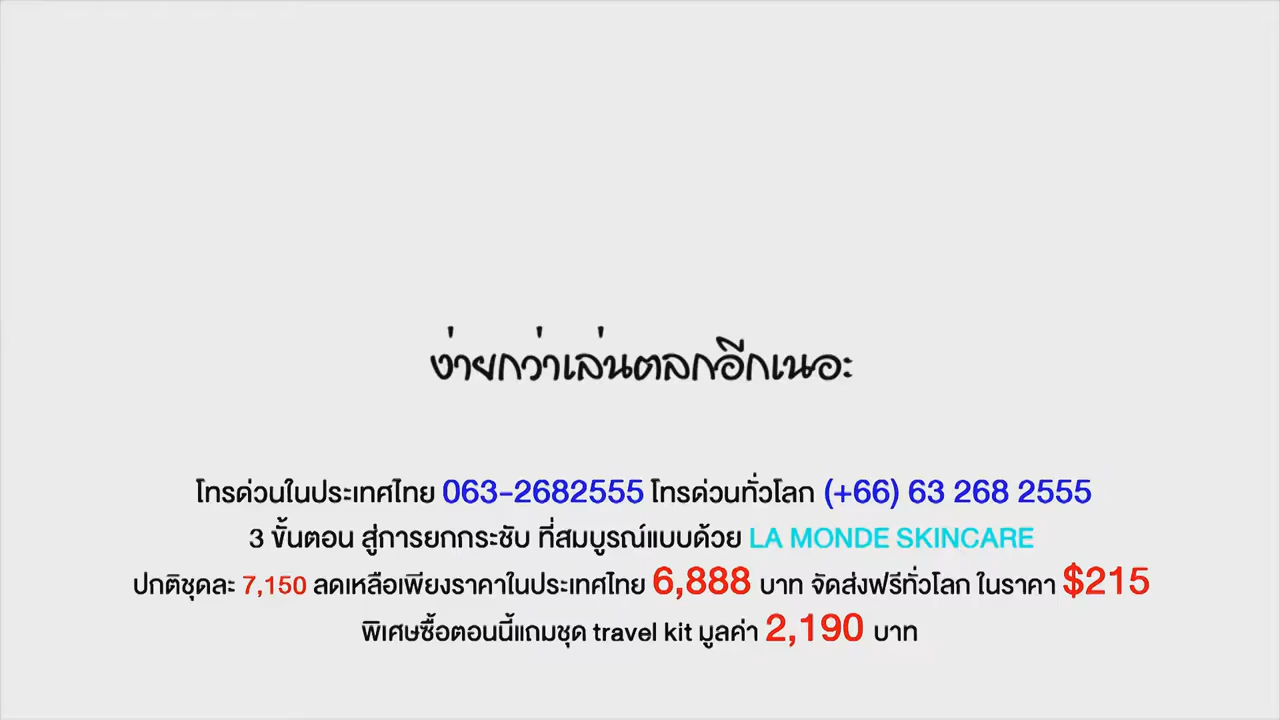 ง่ายกว่าเล่นตลกอีกเนอะ
โทรด่วนในประเทศไทย 063-2682555 โทรด่วนทั่วโลก (+66) 63 268 2555
3 ขั้นตอน สู่การยกกระชับ ที่สมบูรณ์แบบด้วย LA MONDE SKINCARE
ปกติชุดละ 7,150 ลดเหลือเพียงราคาในประเทศไทย 6,888 บาท จัดส่งฟรีทั่วโลก ในราคา $215
พิเศษซื้อตอนนี้แถมชุด travel kit มูลค่า 2,190 บาท